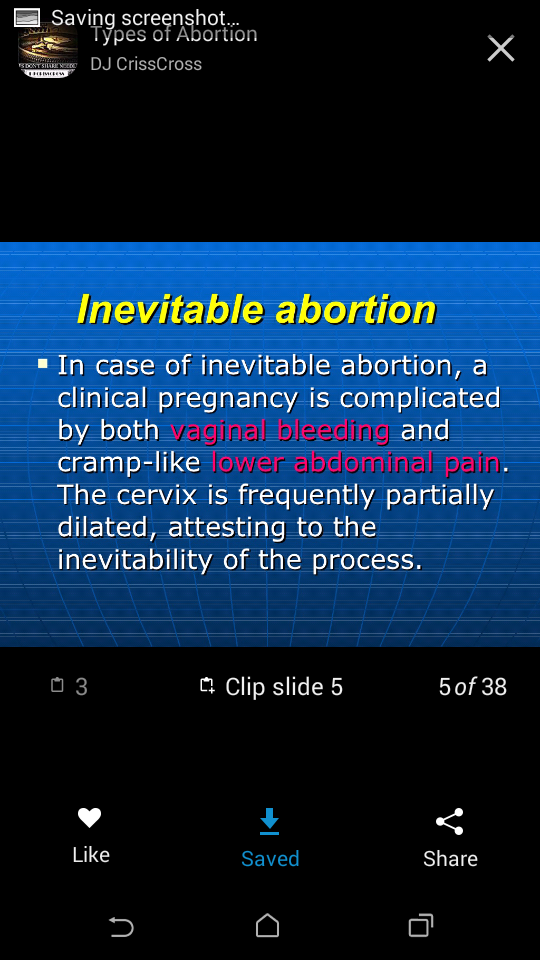 Saving screenshot...
Types of Abortion
DJ CrissCross
Inevitable abortion
In case of inevitable abortion, a
clinical pregnancy is complicated
by both vaginal bleeding and
cramp-like lower abdominal pain.
The cervix is frequently partially
dilated, attesting to the
inevitability of the process.
3
Clip slide 5
5 of 38
Like
Saved
Share